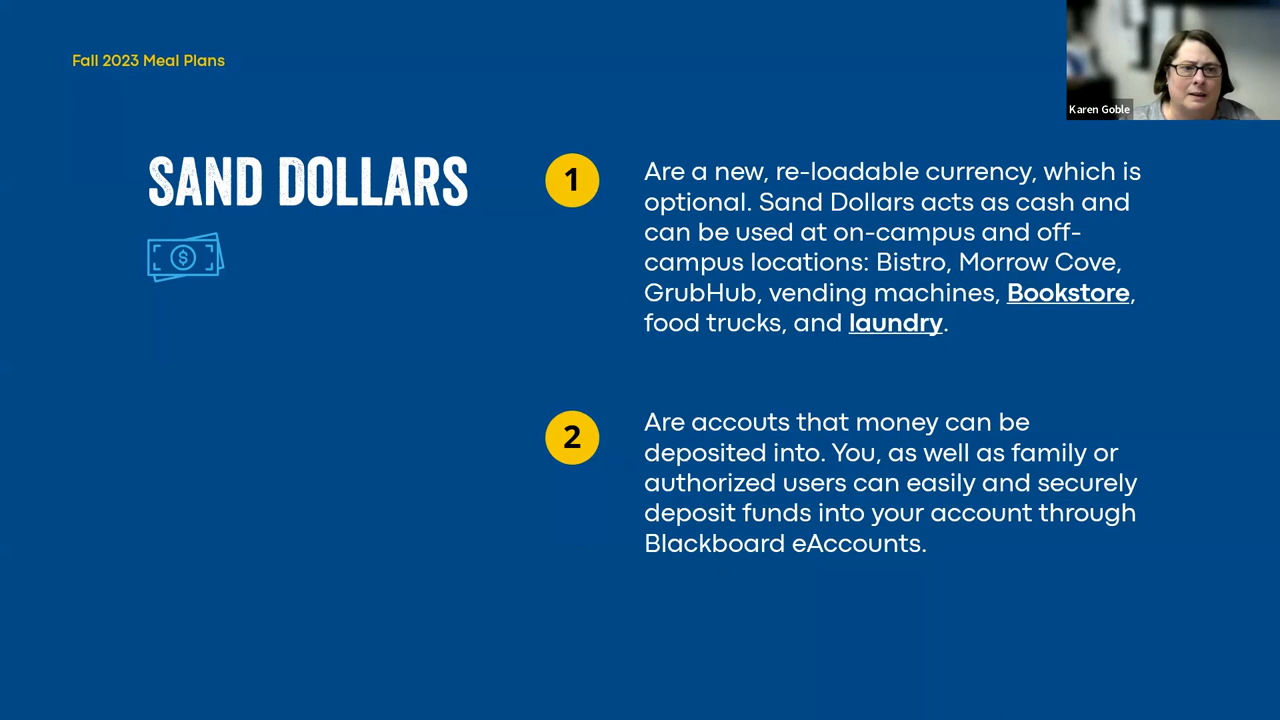 Fall 2023 Meal Plans
Karen Goble
SAND DOLLARS
1
Are a new, re-loadable currency, which is
optional. Sand Dollars acts as cash and
can be used at on-campus and off-
campus locations: Bistro, Morrow Cove,
GrubHub, vending machines, Bookstore,
food trucks, and laundry.
$
2
Are accouts that money can be
deposited into. You, as well as family or
authorized users can easily and securely
deposit funds into your account through
Blackboard eAccounts.